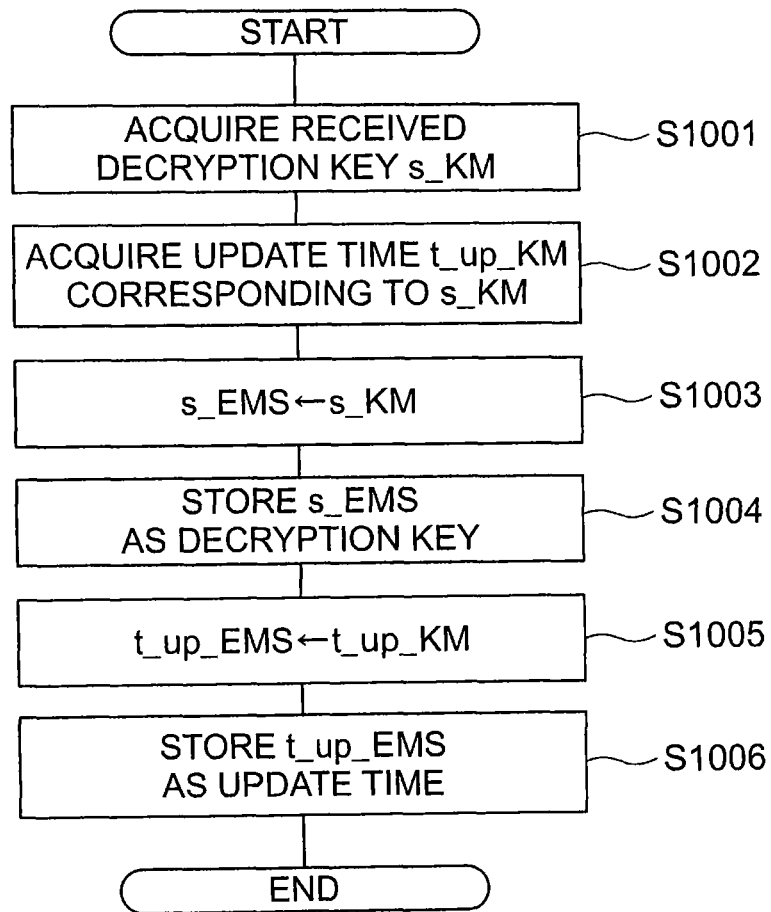 START
ACQUIRE RECEIVED
DECRYPTION KEY s_KM
S1001
ACQUIRE UPDATE TIME t_up_KM
CORRESPONDING TO s_KM
S1002
s_EMS←s_KM
S1003
STORE s_EMS
AS DECRYPTION KEY
S1004
t_up_EMS←t_up_KM
S1005
STORE t_up_EMS
AS UPDATE TIME
S1006
END